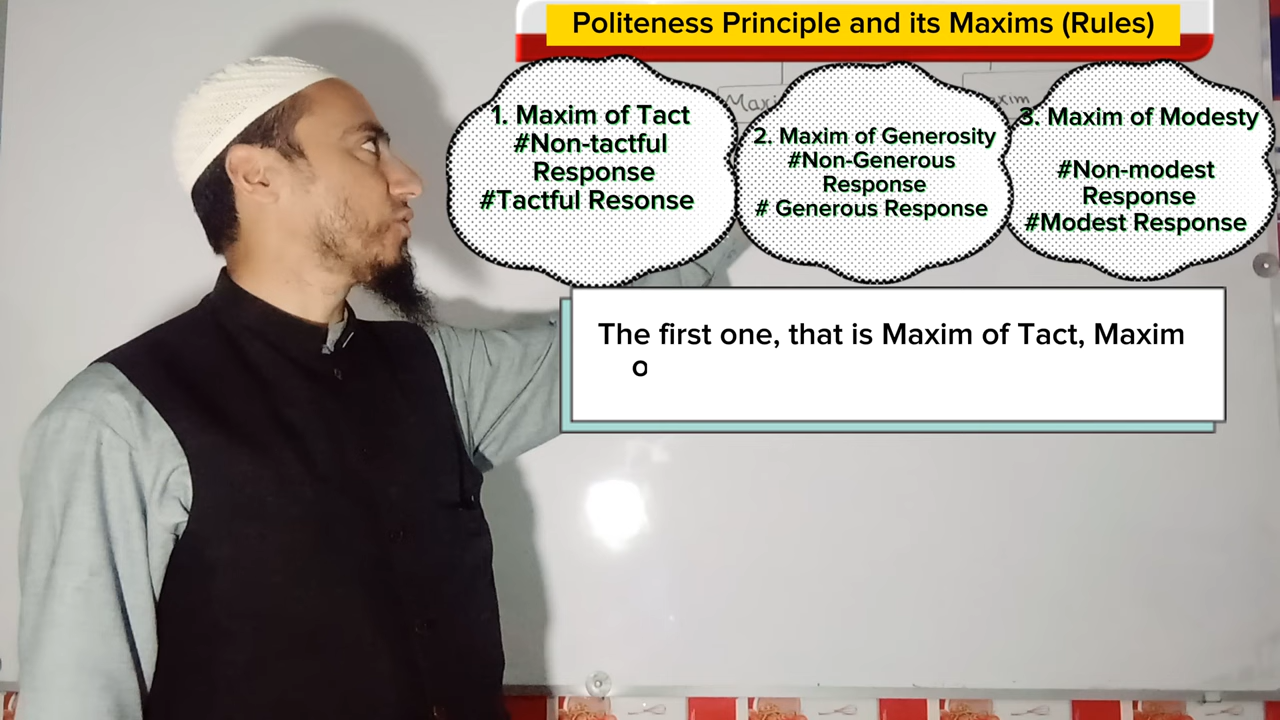 Politeness Principle and its Maxims (Rules)
1. Maxim of Tact
#Non-tactful
Response
#Tactful Resonse
2. Maxim of Generosity
#Non-Generous
Response
# Generous Response
3. Maxim of Modesty
#Non-modest
Response
#Modest Response
Maxi
xim
The first one, that is Maxim of Tact, Maxim
o